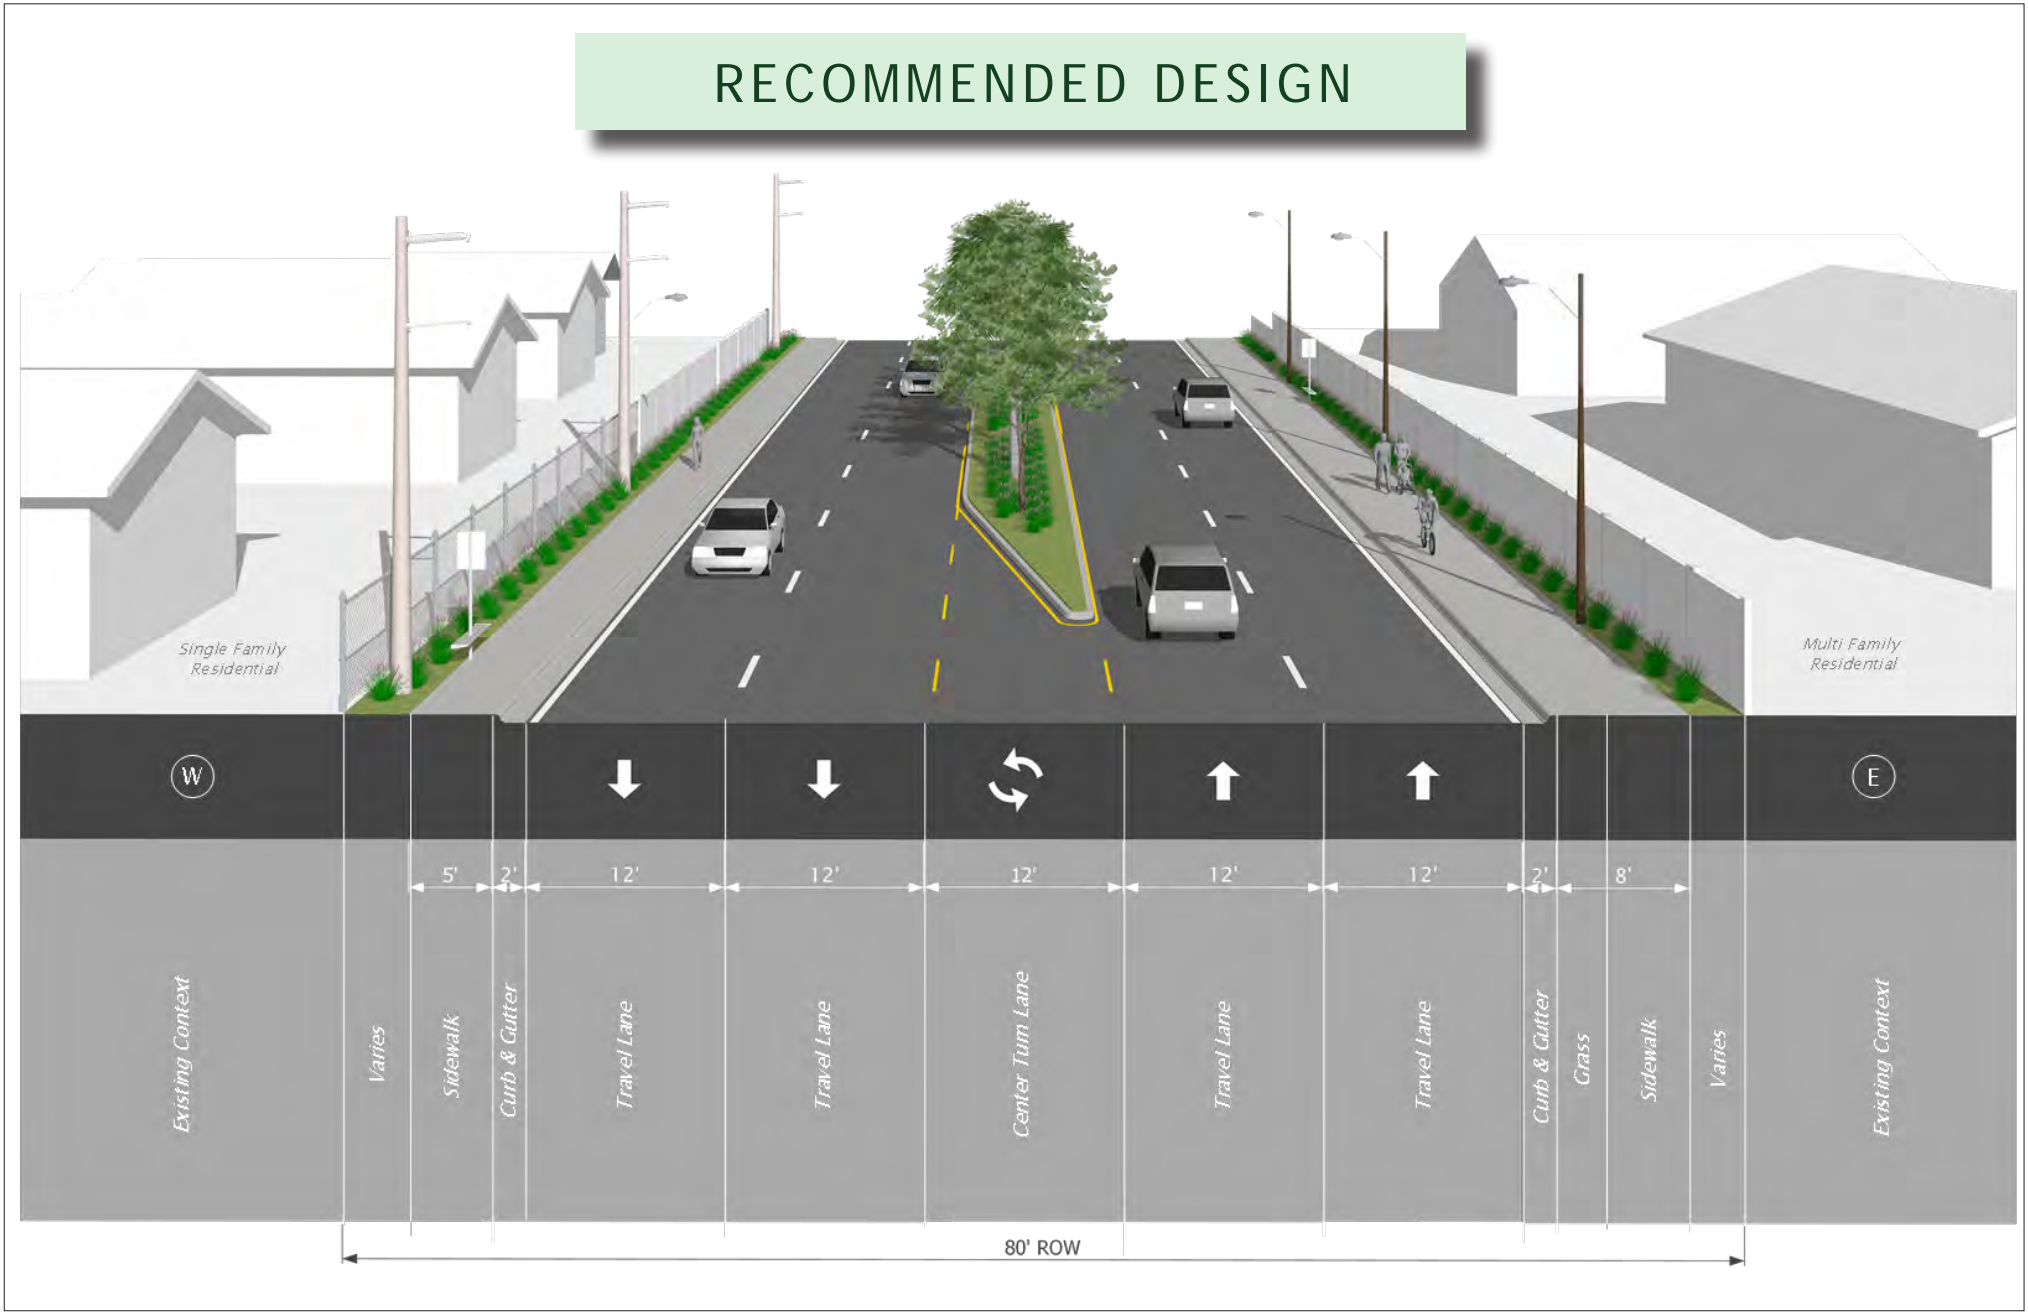 RECOMMENDED DESIGN
Single Family
Residential
Multi Family
Residential
W
E
5'
2'
12'
12'
12'
12'
12'
2'
8'
Existing Context
Varies
Sidewalk
Curb & Gutter
Travel Lane
Travel Lane
Center Turn Lane
Travel Lane
Travel Lane
Curb & Gutter
Grass
Sidewalk
Varies
Existing Context
80' ROW